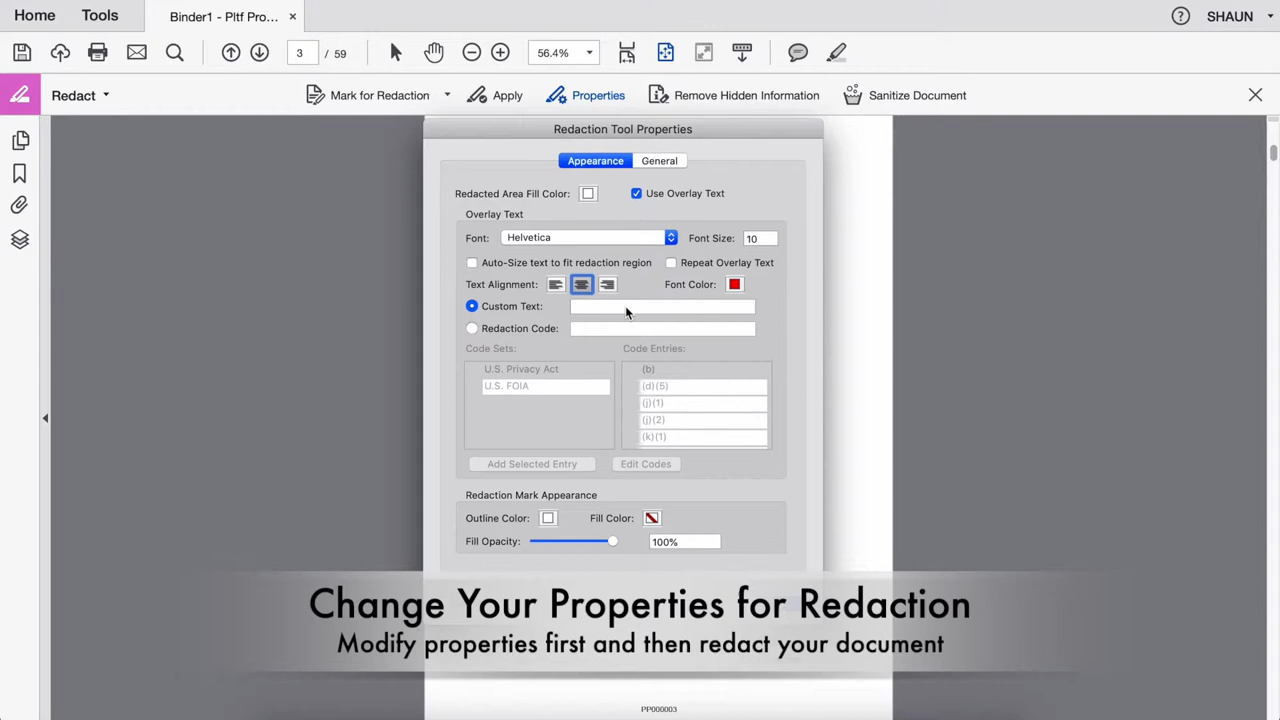 Home Tools Binder1 - Pltf Pro... × SHAUN
3 / 59 56.4%
Redact Mark for Redaction Apply Properties Remove Hidden Information Sanitize Document
Redaction Tool Properties
Appearance General
Redacted Area Fill Color: Use Overlay Text
Overlay Text
Font: Helvetica Font Size: 10
Auto-Size text to fit redaction region Repeat Overlay Text
Text Alignment: Font Color:
Custom Text:
Redaction Code:
Code Sets: Code Entries:
U.S. Privacy Act (b)
U.S. FOIA (d)(5)
(j)(1)
(j)(2)
(k)(1)
Add Selected Entry Edit Codes
Redaction Mark Appearance
Outline Color: Fill Color:
Fill Opacity: 100%
Change Your Properties for Redaction
Modify properties first and then redact your document
PP000003